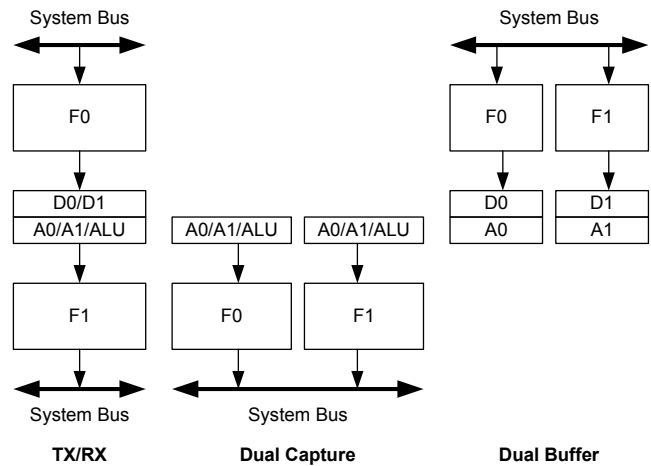 System Bus
System Bus
F0
F0
F1
D0/D1
D0
D1
A0/A1/ALU
A0/A1/ALU
A0/A1/ALU
A0
A1
F1
F0
F1
System Bus
System Bus
TX/RX
Dual Capture
Dual Buffer